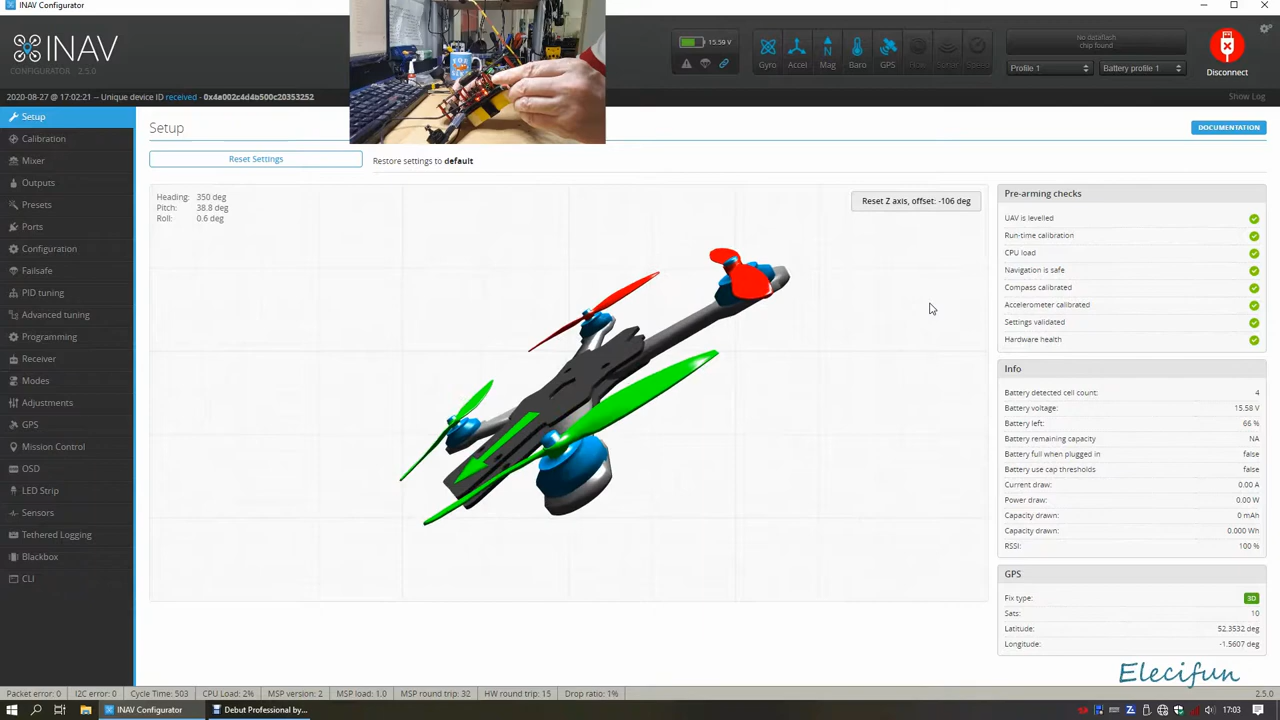 INAV Configurator
INAV
CONFIGURATOR 2.5.0
15.59 V
Gyro
Accel
Mag
Baro
GPS
Flow
Sonar
Speed
No dataflash
chip found
Profile 1
Battery profile 1
Disconnect
2020-08-27 @ 17:02:21 -- Unique device ID received - 0x4a002c4d4b500c20353252
Show Log
Setup
Calibration
Mixer
Outputs
Presets
Ports
Configuration
Failsafe
PID tuning
Advanced tuning
Programming
Receiver
Modes
Adjustments
GPS
Mission Control
OSD
LED Strip
Sensors
Tethered Logging
Blackbox
CLI
Setup
DOCUMENTATION
Reset Settings
Restore settings to default
Heading: 350 deg
Pitch: 38.8 deg
Roll: 0.6 deg
Reset Z axis, offset: -106 deg
Pre-arming checks
UAV is levelled
Run-time calibration
CPU load
Navigation is safe
Compass calibrated
Accelerometer calibrated
Settings validated
Hardware health
Info
Battery detected cell count: 4
Battery voltage: 15.58 V
Battery left: 66 %
Battery remaining capacity NA
Battery full when plugged in false
Battery use cap thresholds false
Current draw: 0.00 A
Power draw: 0.00 W
Capacity drawn: 0 mAh
Capacity drawn: 0.000 Wh
RSSI: 100 %
GPS
Fix type: 3D
Sats: 10
Latitude: 52.3532 deg
Longitude: -1.5607 deg
Elecifun
Packet error: 0
I2C error: 0
Cycle Time: 503
CPU Load: 2%
MSP version: 2
MSP load: 1.0
MSP round trip: 32
HW round trip: 15
Drop ratio: 1%
2.5.0
INAV Configurator
Debut Professional by...
17:03